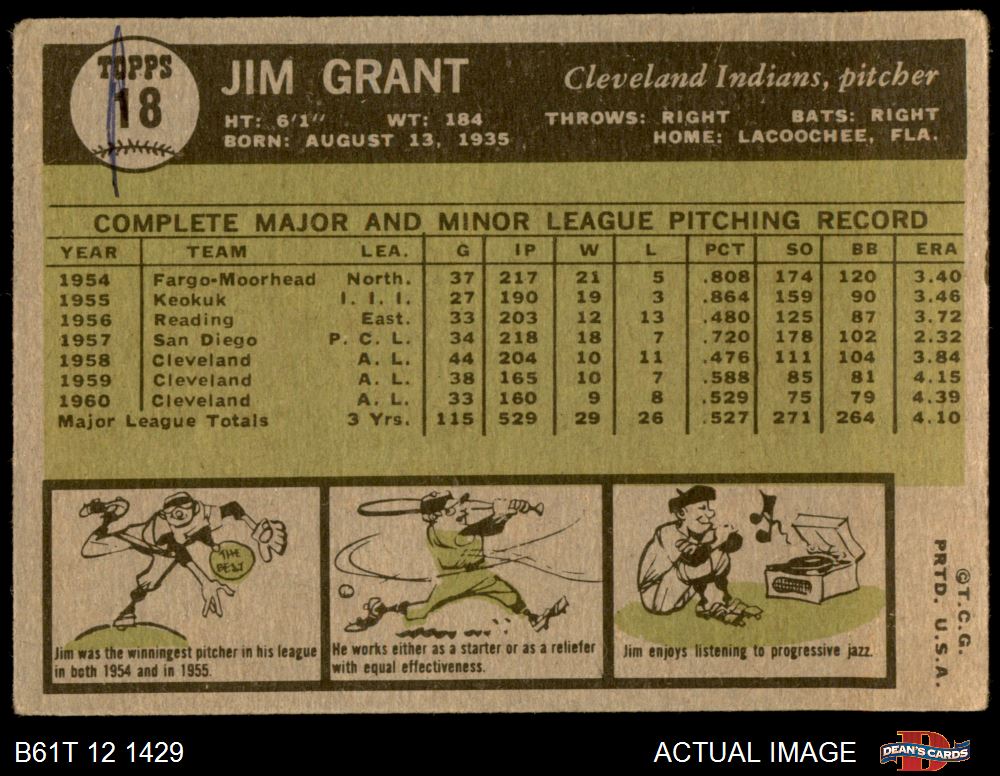 TOPPS
18
JIM GRANT
Cleveland Indians, pitcher
HT: 6'1" WT: 184 THROWS: RIGHT BATS: RIGHT
BORN: AUGUST 13, 1935 HOME: LACOOCHEE, FLA.
COMPLETE MAJOR AND MINOR LEAGUE PITCHING RECORD
YEAR TEAM LEA. G IP W L PCT SO BB ERA
1954 Fargo-Moorhead North. 37 217 21 5 .808 174 120 3.40
1955 Keokuk I. I. I. 27 190 19 3 .864 159 90 3.46
1956 Reading East. 33 203 12 13 .480 125 87 3.72
1957 San Diego P. C. L. 34 218 18 7 .720 178 102 2.32
1958 Cleveland A. L. 44 204 10 11 .476 111 104 3.84
1959 Cleveland A. L. 38 165 10 7 .588 85 81 4.15
1960 Cleveland A. L. 33 160 9 8 .529 75 79 4.39
Major League Totals 3 Yrs. 115 529 29 26 .527 271 264 4.10
THE
BEST
Jim was the winningest pitcher in his league
in both 1954 and in 1955.
He works either as a starter or as a reliefer
with equal effectiveness.
Jim enjoys listening to progressive jazz.
©T.C.G.
PRTD. U.S.A.
B61T 12 1429
ACTUAL IMAGE
DEAN'S CARDS